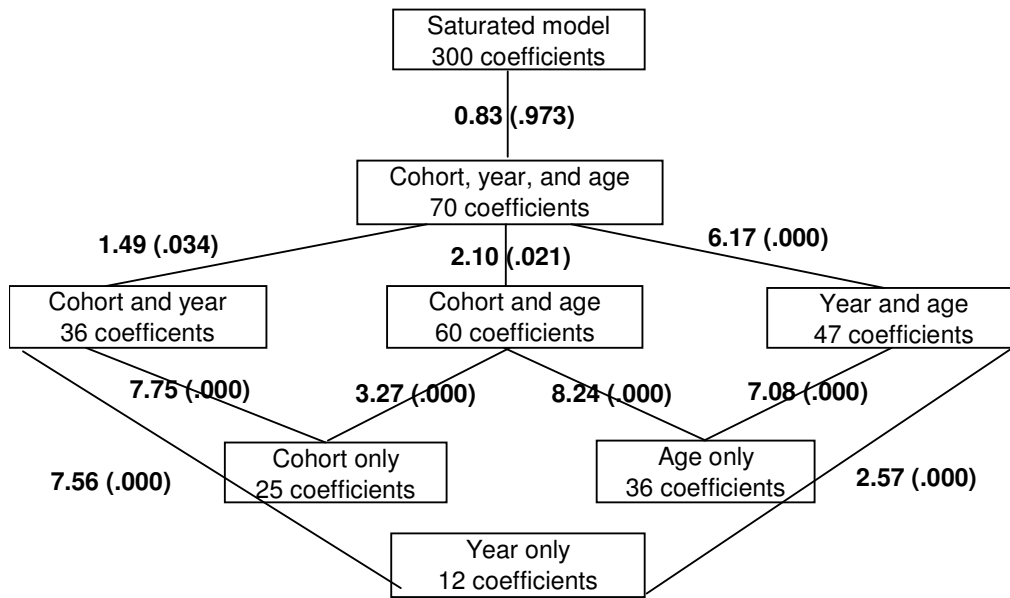 Saturated model
300 coefficients
0.83 (.973)
Cohort, year, and age
70 coefficients
1.49 (.034)
2.10 (.021)
6.17 (.000)
Cohort and year
36 coefficents
Cohort and age
60 coefficients
Year and age
47 coefficients
7.75 (.000)
3.27 (.000)
8.24 (.000)
7.08 (.000)
Cohort only
25 coefficients
Age only
36 coefficients
7.56 (.000)
2.57 (.000)
Year only
12 coefficients